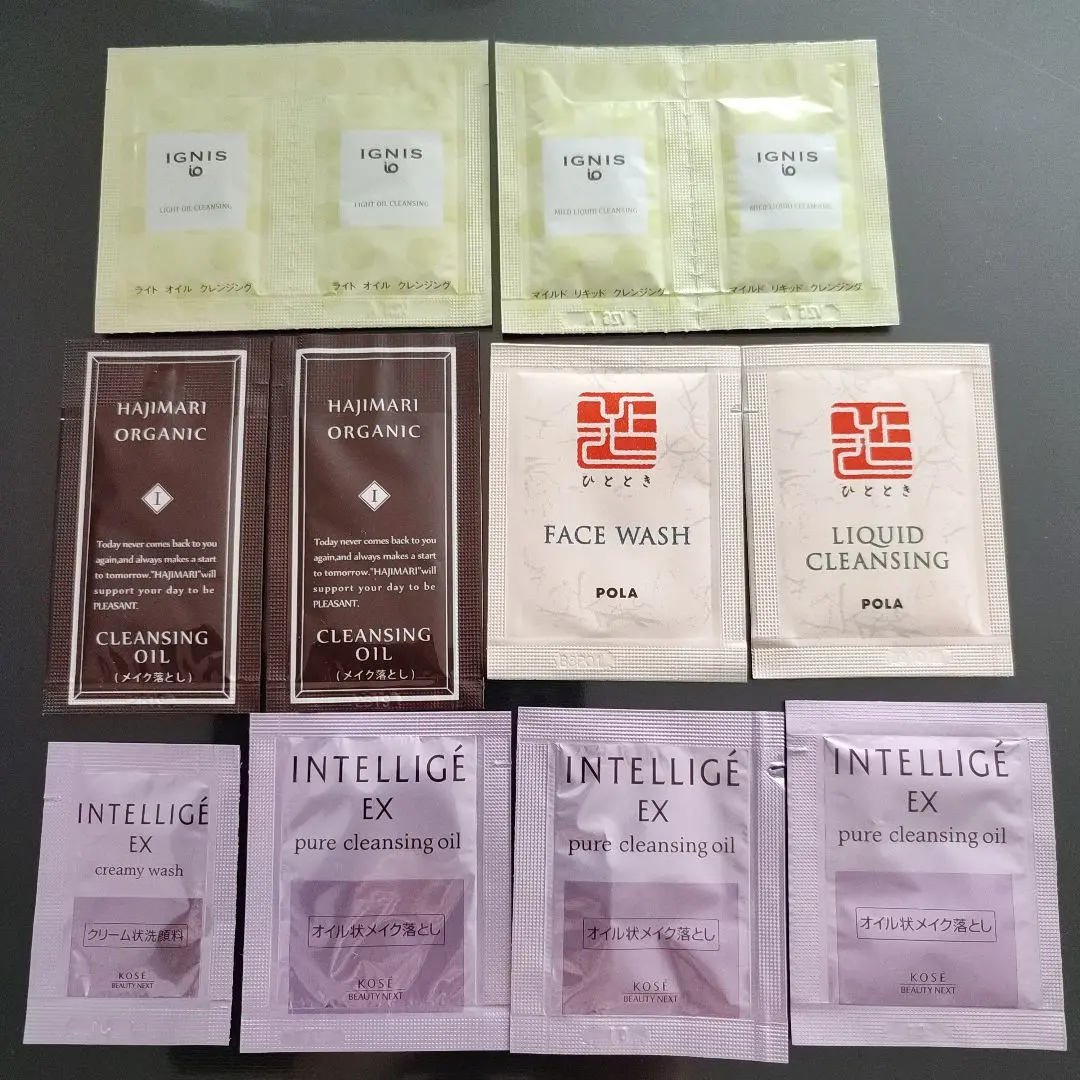 IGNIS
io
LIGHT OIL CLEANSING
ライト オイル クレンジング
IGNIS
io
LIGHT OIL CLEANSING
ライト オイル クレンジング
IGNIS
io
MILD LIQUID CLEANSING
マイルド リキッド クレンジング
IGNIS
io
MILD LIQUID CLEANSING
マイルド リキッド クレンジング
HAJIMARI
ORGANIC
I
Today never comes back to you
again,and always makes a start
to tomorrow."HAJIMARI"will
support your day to be
PLEASANT.
CLEANSING
OIL
(メイク落とし)
HAJIMARI
ORGANIC
I
Today never comes back to you
again,and always makes a start
to tomorrow."HAJIMARI"will
support your day to be
PLEASANT.
CLEANSING
OIL
(メイク落とし)
ひととき
FACE WASH
POLA
ひととき
LIQUID
CLEANSING
POLA
INTELLIGÉ
EX
creamy wash
クリーム状洗顔料
KOSÉ
BEAUTY NEXT
INTELLIGÉ
EX
pure cleansing oil
オイル状メイク落とし
KOSÉ
BEAUTY NEXT
INTELLIGÉ
EX
pure cleansing oil
オイル状メイク落とし
KOSÉ
BEAUTY NEXT
INTELLIGÉ
EX
pure cleansing oil
オイル状メイク落とし
KOSÉ
BEAUTY NEXT